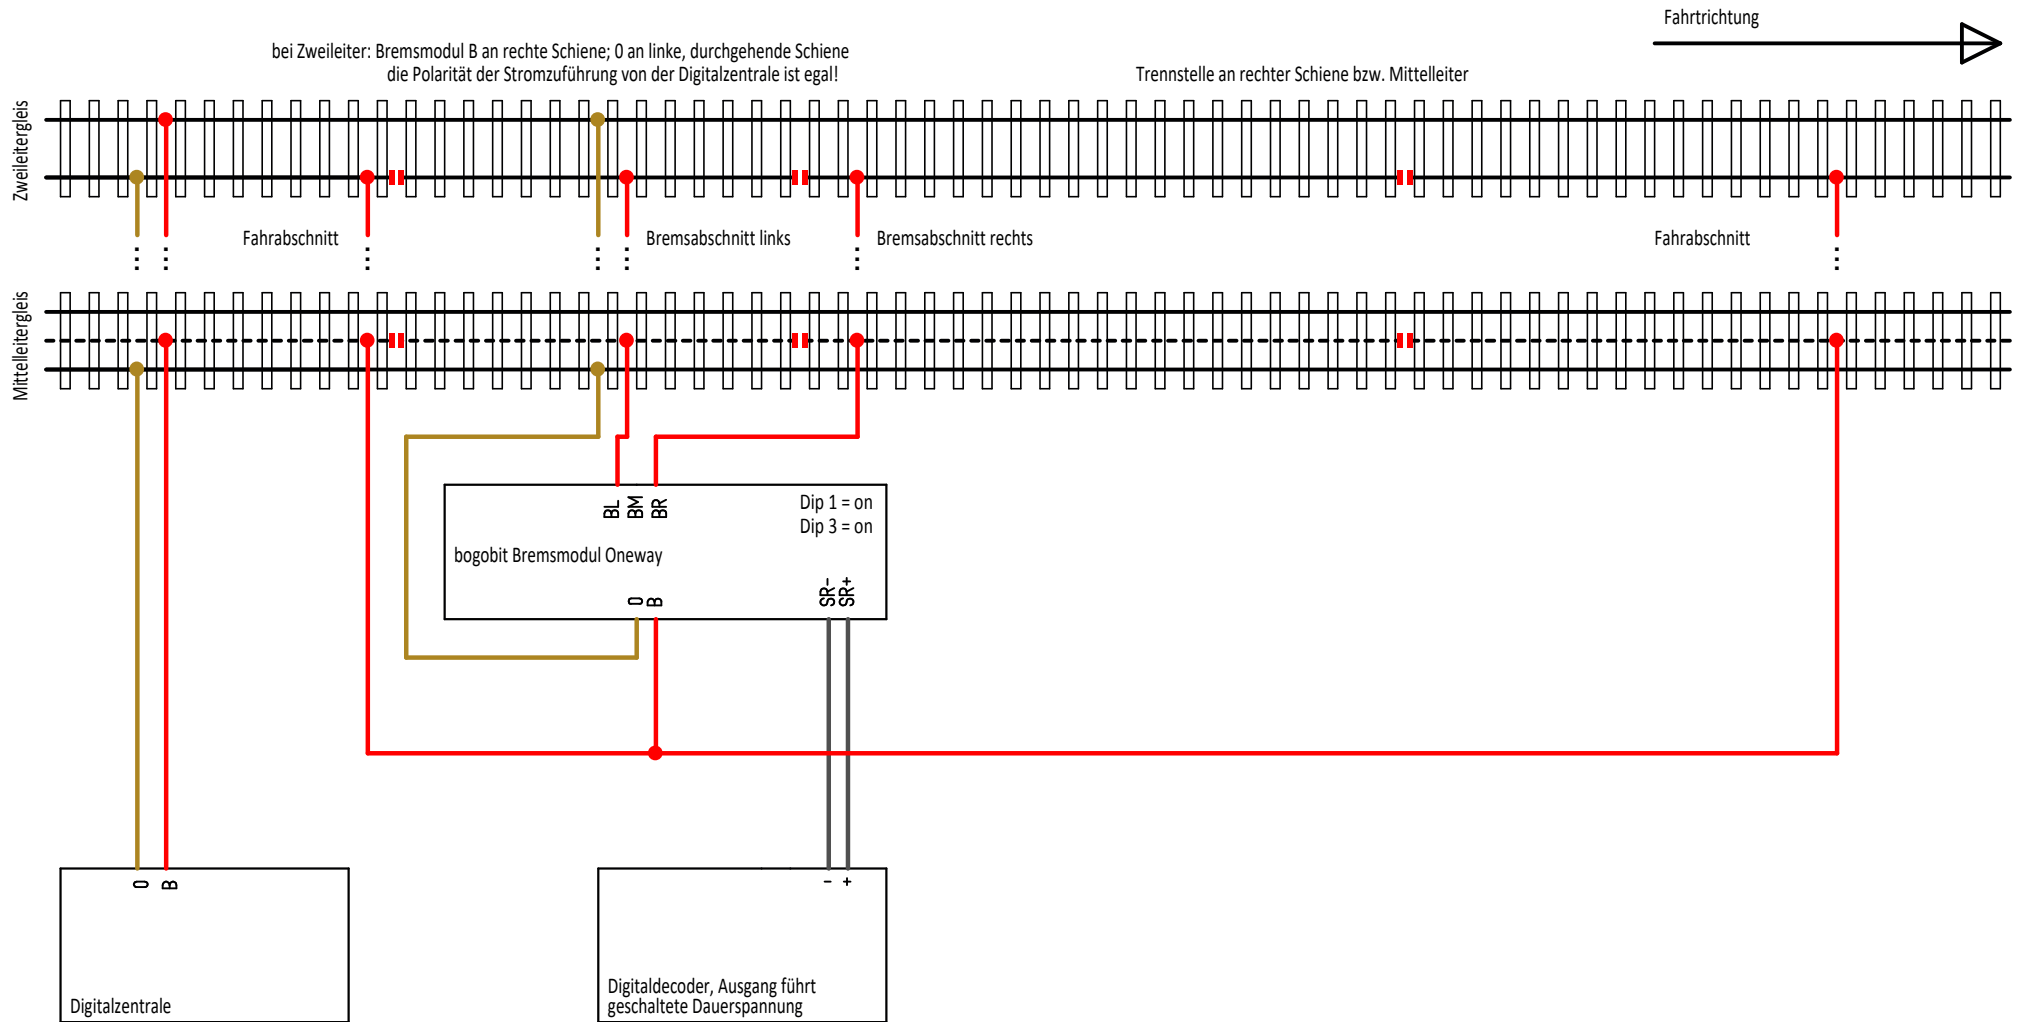 Fahrtrichtung
bei Zweileiter: Bremsmodul B an rechte Schiene; 0 an linke, durchgehende Schiene
die Polarität der Stromzuführung von der Digitalzentrale ist egal!
Trennstelle an rechter Schiene bzw. Mittelleiter
Zweileitergleis
Fahrabschnitt
Bremsabschnitt links
Bremsabschnitt rechts
Fahrabschnitt
Mittelleitergleis
BL
BM
BR
Dip 1 = on
Dip 3 = on
bogobit Bremsmodul Oneway
0
B
SR-
SR+
0
B
-
+
Digitalzentrale
Digitaldecoder, Ausgang führt
geschaltete Dauerspannung